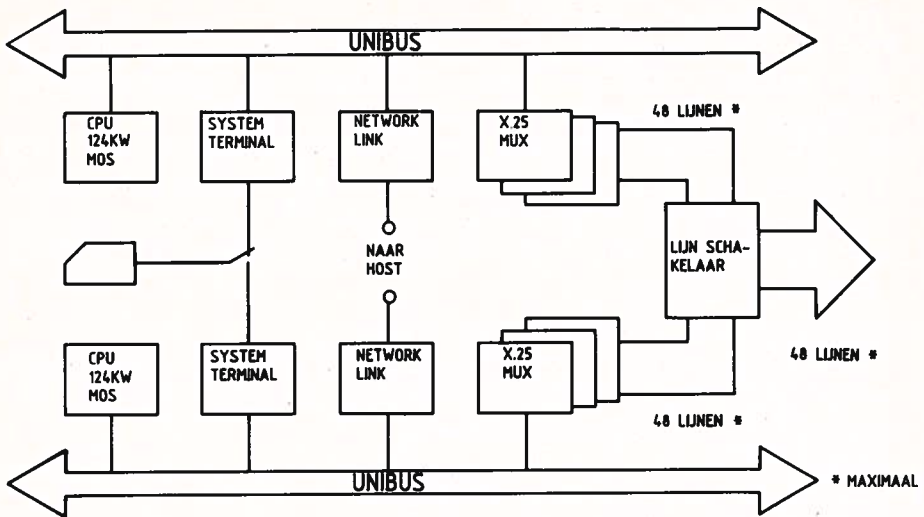 UNIBUS
CPU
124KW
MOS
SYSTEM
TERMINAL
NETWORK
LINK
X.25
MUX
48 LIJNEN *
NAAR
HOST
LIJN SCHA-
KELAAR
CPU
124KW
MOS
SYSTEM
TERMINAL
NETWORK
LINK
X.25
MUX
48 LIJNEN *
48 LIJNEN *
UNIBUS
* MAXIMAAL